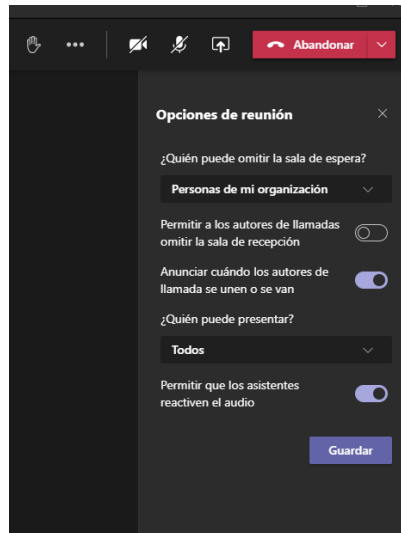 Abandonar
Opciones de reunión
¿Quién puede omitir la sala de espera?
Personas de mi organización
Permitir a los autores de llamadas
omitir la sala de recepción
Anunciar cuándo los autores de
llamada se unen o se van
¿Quién puede presentar?
Todos
Permitir que los asistentes
reactiven el audio
Guardar